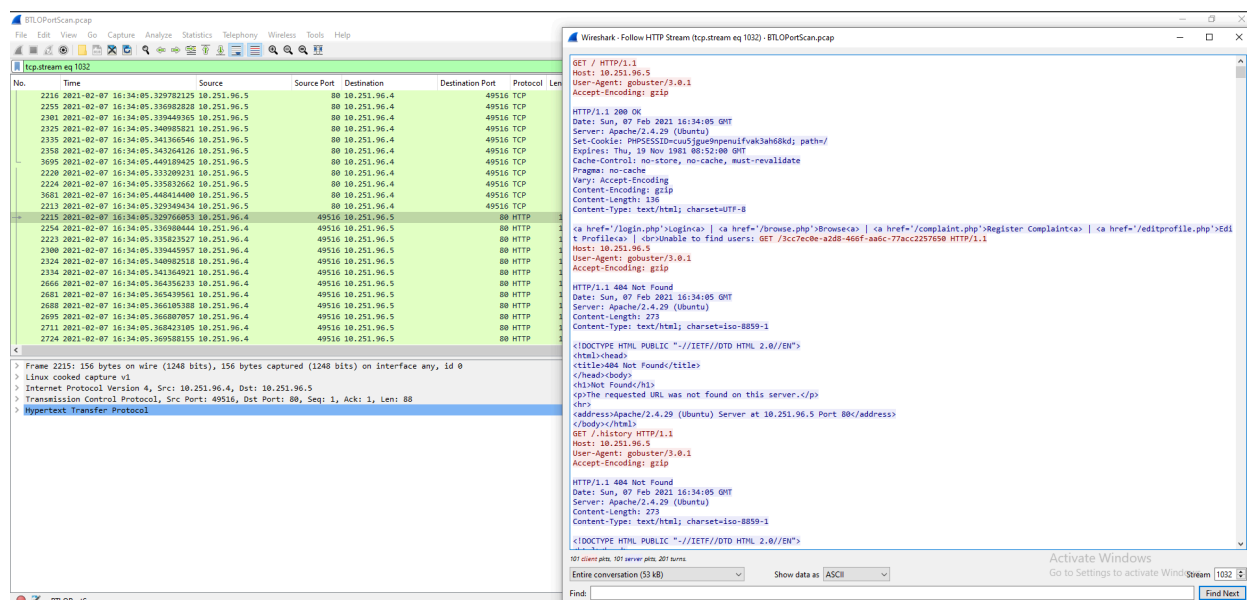 BTLOPortScan.pcap
File Edit View Go Capture Analyze Statistics Telephony Wireless Tools Help
tcp.stream eq 1032
No. Time Source Source Port Destination Destination Port Protocol Len
2216 2021-02-07 16:34:05.329782125 10.251.96.5 80 10.251.96.4 49516 TCP
2255 2021-02-07 16:34:05.336982828 10.251.96.5 80 10.251.96.4 49516 TCP
2301 2021-02-07 16:34:05.339449365 10.251.96.5 80 10.251.96.4 49516 TCP
2325 2021-02-07 16:34:05.340985821 10.251.96.5 80 10.251.96.4 49516 TCP
2335 2021-02-07 16:34:05.341366546 10.251.96.5 80 10.251.96.4 49516 TCP
2358 2021-02-07 16:34:05.343264126 10.251.96.5 80 10.251.96.4 49516 TCP
3695 2021-02-07 16:34:05.449189425 10.251.96.5 80 10.251.96.4 49516 TCP
2220 2021-02-07 16:34:05.333209231 10.251.96.5 80 10.251.96.4 49516 TCP
2224 2021-02-07 16:34:05.335832662 10.251.96.5 80 10.251.96.4 49516 TCP
3681 2021-02-07 16:34:05.448414400 10.251.96.5 80 10.251.96.4 49516 TCP
2213 2021-02-07 16:34:05.329349434 10.251.96.5 80 10.251.96.4 49516 TCP
2215 2021-02-07 16:34:05.329766053 10.251.96.4 49516 10.251.96.5 80 HTTP 1
2254 2021-02-07 16:34:05.336980444 10.251.96.4 49516 10.251.96.5 80 HTTP 1
2223 2021-02-07 16:34:05.335823527 10.251.96.4 49516 10.251.96.5 80 HTTP 1
2300 2021-02-07 16:34:05.339445957 10.251.96.4 49516 10.251.96.5 80 HTTP 1
2324 2021-02-07 16:34:05.340982518 10.251.96.4 49516 10.251.96.5 80 HTTP 1
2334 2021-02-07 16:34:05.341364921 10.251.96.4 49516 10.251.96.5 80 HTTP 1
2666 2021-02-07 16:34:05.364356233 10.251.96.4 49516 10.251.96.5 80 HTTP 1
2681 2021-02-07 16:34:05.365439561 10.251.96.4 49516 10.251.96.5 80 HTTP 1
2688 2021-02-07 16:34:05.366105388 10.251.96.4 49516 10.251.96.5 80 HTTP 1
2695 2021-02-07 16:34:05.366807057 10.251.96.4 49516 10.251.96.5 80 HTTP 1
2711 2021-02-07 16:34:05.368423105 10.251.96.4 49516 10.251.96.5 80 HTTP 1
2724 2021-02-07 16:34:05.369588155 10.251.96.4 49516 10.251.96.5 80 HTTP 1
> Frame 2215: 156 bytes on wire (1248 bits), 156 bytes captured (1248 bits) on interface any, id 0
> Linux cooked capture v1
> Internet Protocol Version 4, Src: 10.251.96.4, Dst: 10.251.96.5
> Transmission Control Protocol, Src Port: 49516, Dst Port: 80, Seq: 1, Ack: 1, Len: 88
> Hypertext Transfer Protocol
Wireshark · Follow HTTP Stream (tcp.stream eq 1032) · BTLOPortScan.pcap
GET / HTTP/1.1
Host: 10.251.96.5
User-Agent: gobuster/3.0.1
Accept-Encoding: gzip
HTTP/1.1 200 OK
Date: Sun, 07 Feb 2021 16:34:05 GMT
Server: Apache/2.4.29 (Ubuntu)
Set-Cookie: PHPSESSID=cuu5jgue9npenuifvak3ah68kd; path=/
Expires: Thu, 19 Nov 1981 08:52:00 GMT
Cache-Control: no-store, no-cache, must-revalidate
Pragma: no-cache
Vary: Accept-Encoding
Content-Encoding: gzip
Content-Length: 136
Content-Type: text/html; charset=UTF-8
<a href='/login.php'>Login<a> | <a href='/browse.php'>Browse<a> | <a href='/complaint.php'>Register Complaint<a> | <a href='/editprofile.php'>Edi
t Profile<a> | <br>Unable to find users: GET /3cc7ec0e-a2d8-466f-aa6c-77acc2257650 HTTP/1.1
Host: 10.251.96.5
User-Agent: gobuster/3.0.1
Accept-Encoding: gzip
HTTP/1.1 404 Not Found
Date: Sun, 07 Feb 2021 16:34:05 GMT
Server: Apache/2.4.29 (Ubuntu)
Content-Length: 273
Content-Type: text/html; charset=iso-8859-1
<!DOCTYPE HTML PUBLIC "-//IETF//DTD HTML 2.0//EN">
<html><head>
<title>404 Not Found</title>
</head><body>
<h1>Not Found</h1>
<p>The requested URL was not found on this server.</p>
<hr>
<address>Apache/2.4.29 (Ubuntu) Server at 10.251.96.5 Port 80</address>
</body></html>
GET /.history HTTP/1.1
Host: 10.251.96.5
User-Agent: gobuster/3.0.1
Accept-Encoding: gzip
HTTP/1.1 404 Not Found
Date: Sun, 07 Feb 2021 16:34:05 GMT
Server: Apache/2.4.29 (Ubuntu)
Content-Length: 273
Content-Type: text/html; charset=iso-8859-1
<!DOCTYPE HTML PUBLIC "-//IETF//DTD HTML 2.0//EN">
101 client pkts, 101 server pkts, 201 turns.
Activate Windows
Go to Settings to activate Wind
Entire conversation (53 kB) Show data as ASCII Stream 1032
Find: Find Next